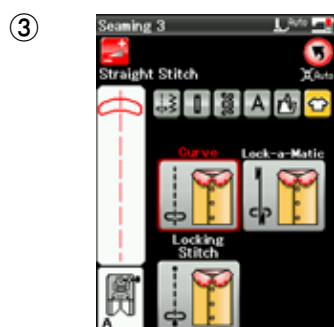 ③
Seaming 3
Auto
Straight Stitch
Auto
A
Curve
Lock-a-Matic
Locking
Stitch
A